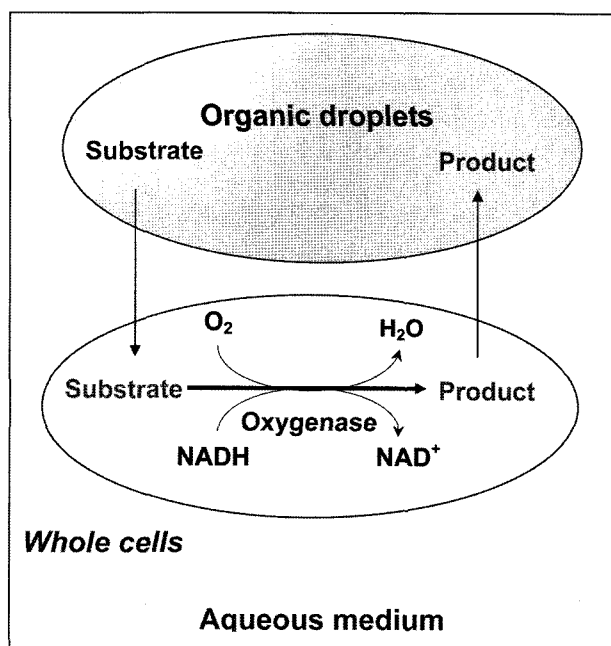 Organic droplets
Substrate
Product
O₂
H₂O
Substrate
Product
Oxygenase
NADH
NAD⁺
Whole cells
Aqueous medium